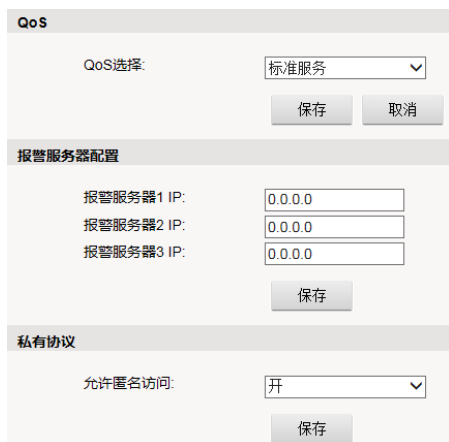 QoS
QoS选择: 标准服务
保存 取消
报警服务器配置
报警服务器1 IP: 0.0.0.0
报警服务器2 IP: 0.0.0.0
报警服务器3 IP: 0.0.0.0
保存
私有协议
允许匿名访问: 开
保存